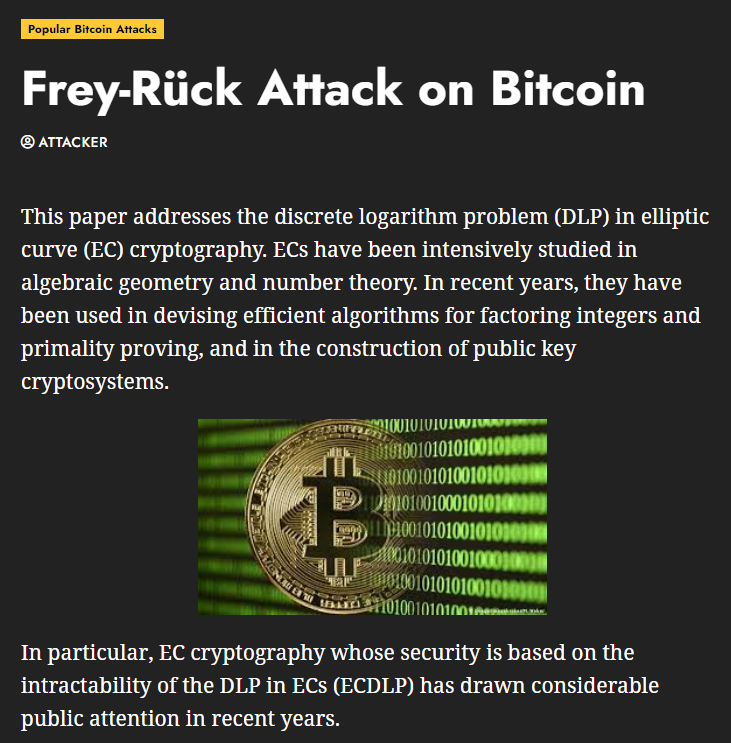 Popular Bitcoin Attacks
Frey-Rück Attack on Bitcoin
ATTACKER
This paper addresses the discrete logarithm problem (DLP) in elliptic
curve (EC) cryptography. ECs have been intensively studied in
algebraic geometry and number theory. In recent years, they have
been used in devising efficient algorithms for factoring integers and
primality proving, and in the construction of public key
cryptosystems.
In particular, EC cryptography whose security is based on the
intractability of the DLP in ECs (ECDLP) has drawn considerable
public attention in recent years.